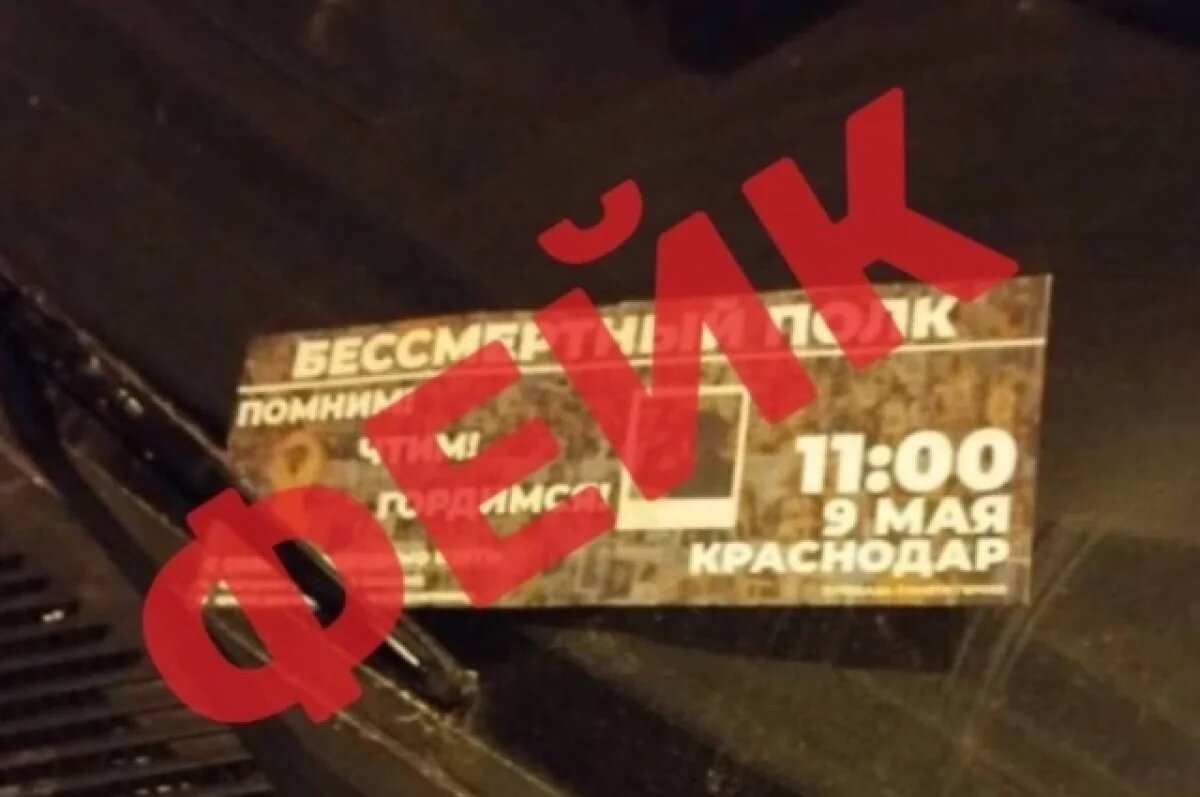 ФЕЙК
БЕССМЕРТНЫЙ ПОЛК
ПОМНИМ!
ЧТИМ!
ГОРДИМСЯ!
11:00
9 МАЯ
КРАСНОДАР